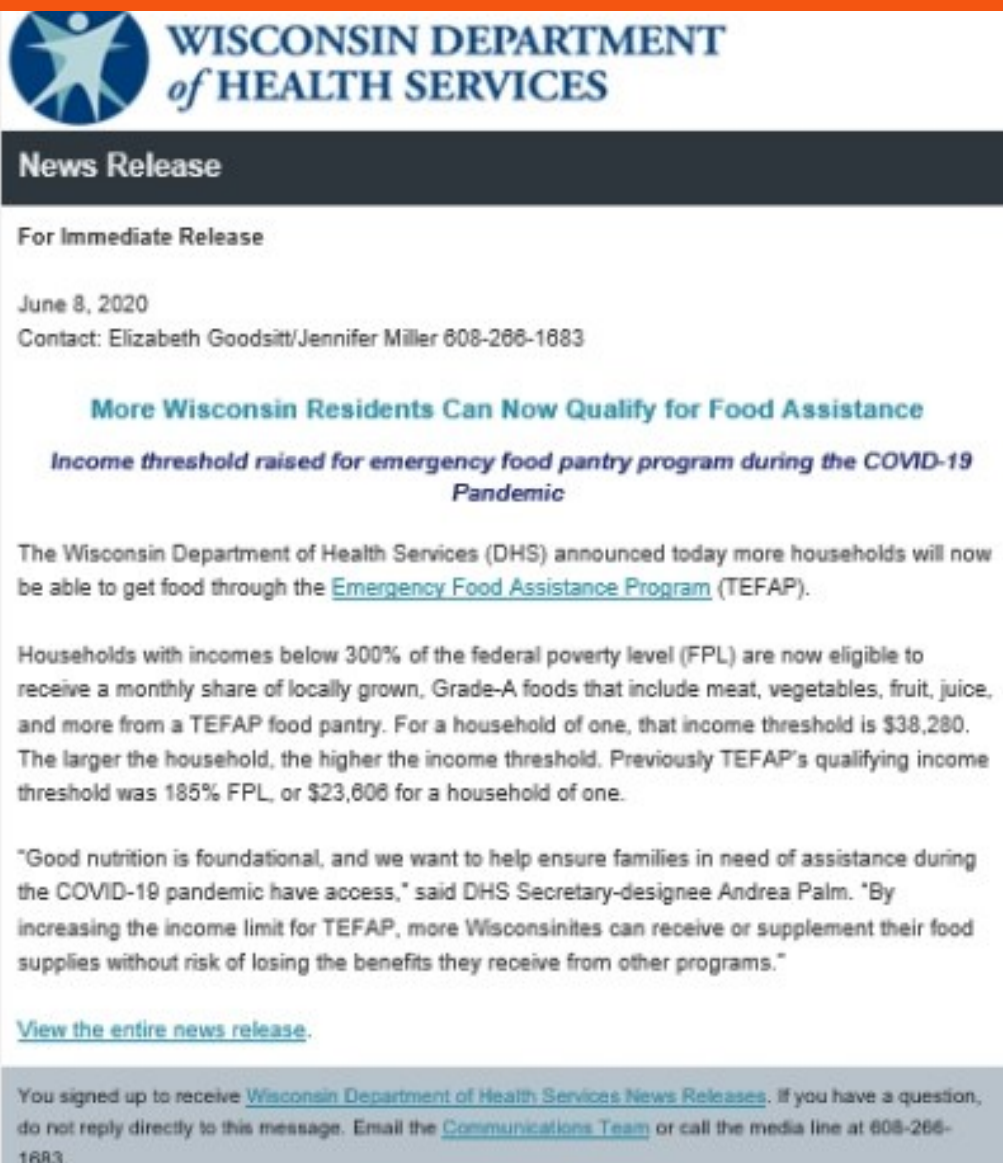 WISCONSIN DEPARTMENT
of HEALTH SERVICES
News Release
For Immediate Release
June 8, 2020
Contact: Elizabeth Goodsitt/Jennifer Miller 608-266-1683
More Wisconsin Residents Can Now Qualify for Food Assistance
Income threshold raised for emergency food pantry program during the COVID-19
Pandemic
The Wisconsin Department of Health Services (DHS) announced today more households will now
be able to get food through the Emergency Food Assistance Program (TEFAP).
Households with incomes below 300% of the federal poverty level (FPL) are now eligible to
receive a monthly share of locally grown, Grade-A foods that include meat, vegetables, fruit, juice,
and more from a TEFAP food pantry. For a household of one, that income threshold is $38,280.
The larger the household, the higher the income threshold. Previously TEFAP's qualifying income
threshold was 185% FPL, or $23,606 for a household of one.
"Good nutrition is foundational, and we want to help ensure families in need of assistance during
the COVID-19 pandemic have access," said DHS Secretary-designee Andrea Palm. "By
increasing the income limit for TEFAP, more Wisconsinites can receive or supplement their food
supplies without risk of losing the benefits they receive from other programs."
View the entire news release.
You signed up to receive Wisconsin Department of Health Services News Releases. If you have a question,
do not reply directly to this message. Email the Communications Team or call the media line at 608-266-
1683.